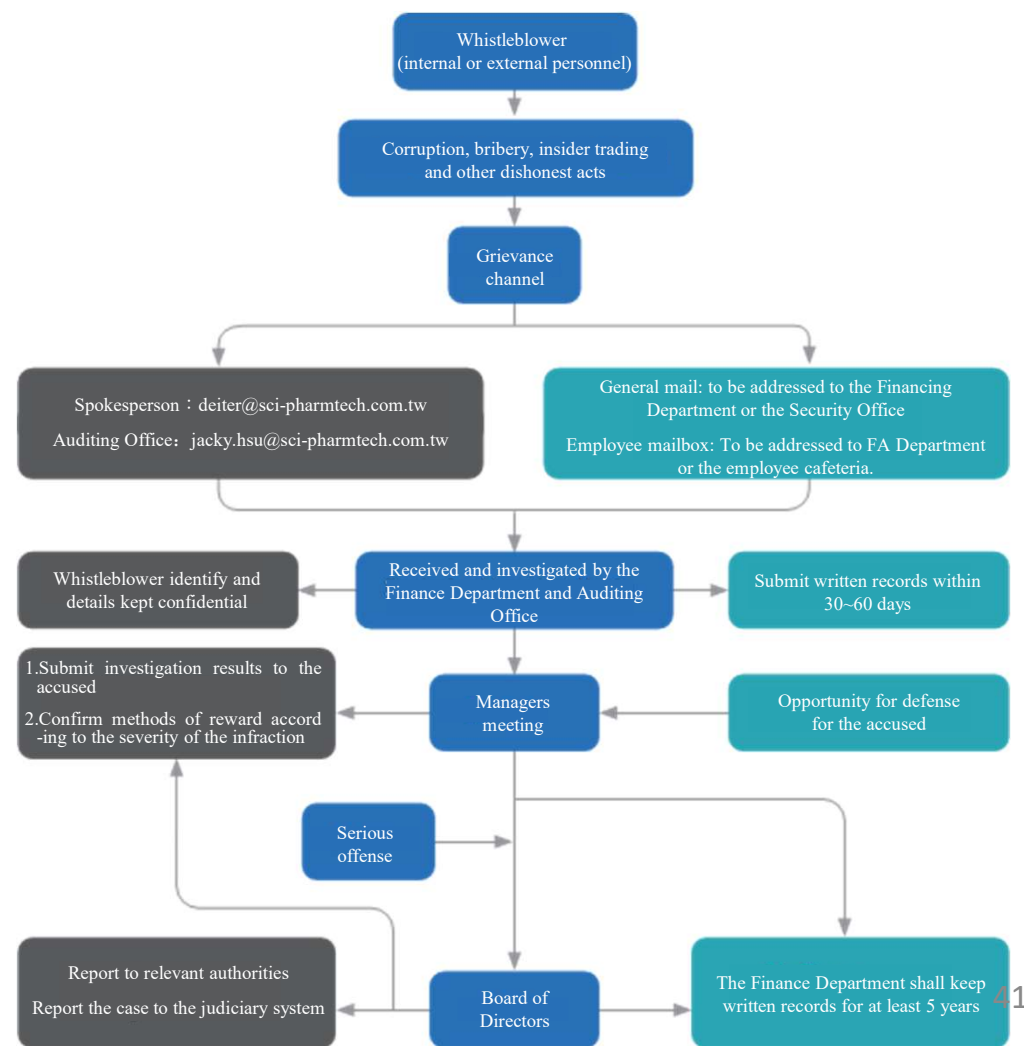 Whistleblower
(internal or external personnel)
Corruption, bribery, insider trading
and other dishonest acts
Grievance
channel
Spokesperson：deiter@sci-pharmtech.com.tw
Auditing Office：jacky.hsu@sci-pharmtech.com.tw
General mail: to be addressed to the Financing
Department or the Security Office
Employee mailbox: To be addressed to FA Department
or the employee cafeteria.
Whistleblower identify and
details kept confidential
Received and investigated by the
Finance Department and Auditing
Office
Submit written records within
30~60 days
1.Submit investigation results to the
accused
2.Confirm methods of reward accord
-ing to the severity of the infraction
Managers
meeting
Opportunity for defense
for the accused
Serious
offense
Report to relevant authorities
Report the case to the judiciary system
Board of
Directors
The Finance Department shall keep
written records for at least 5 years
41